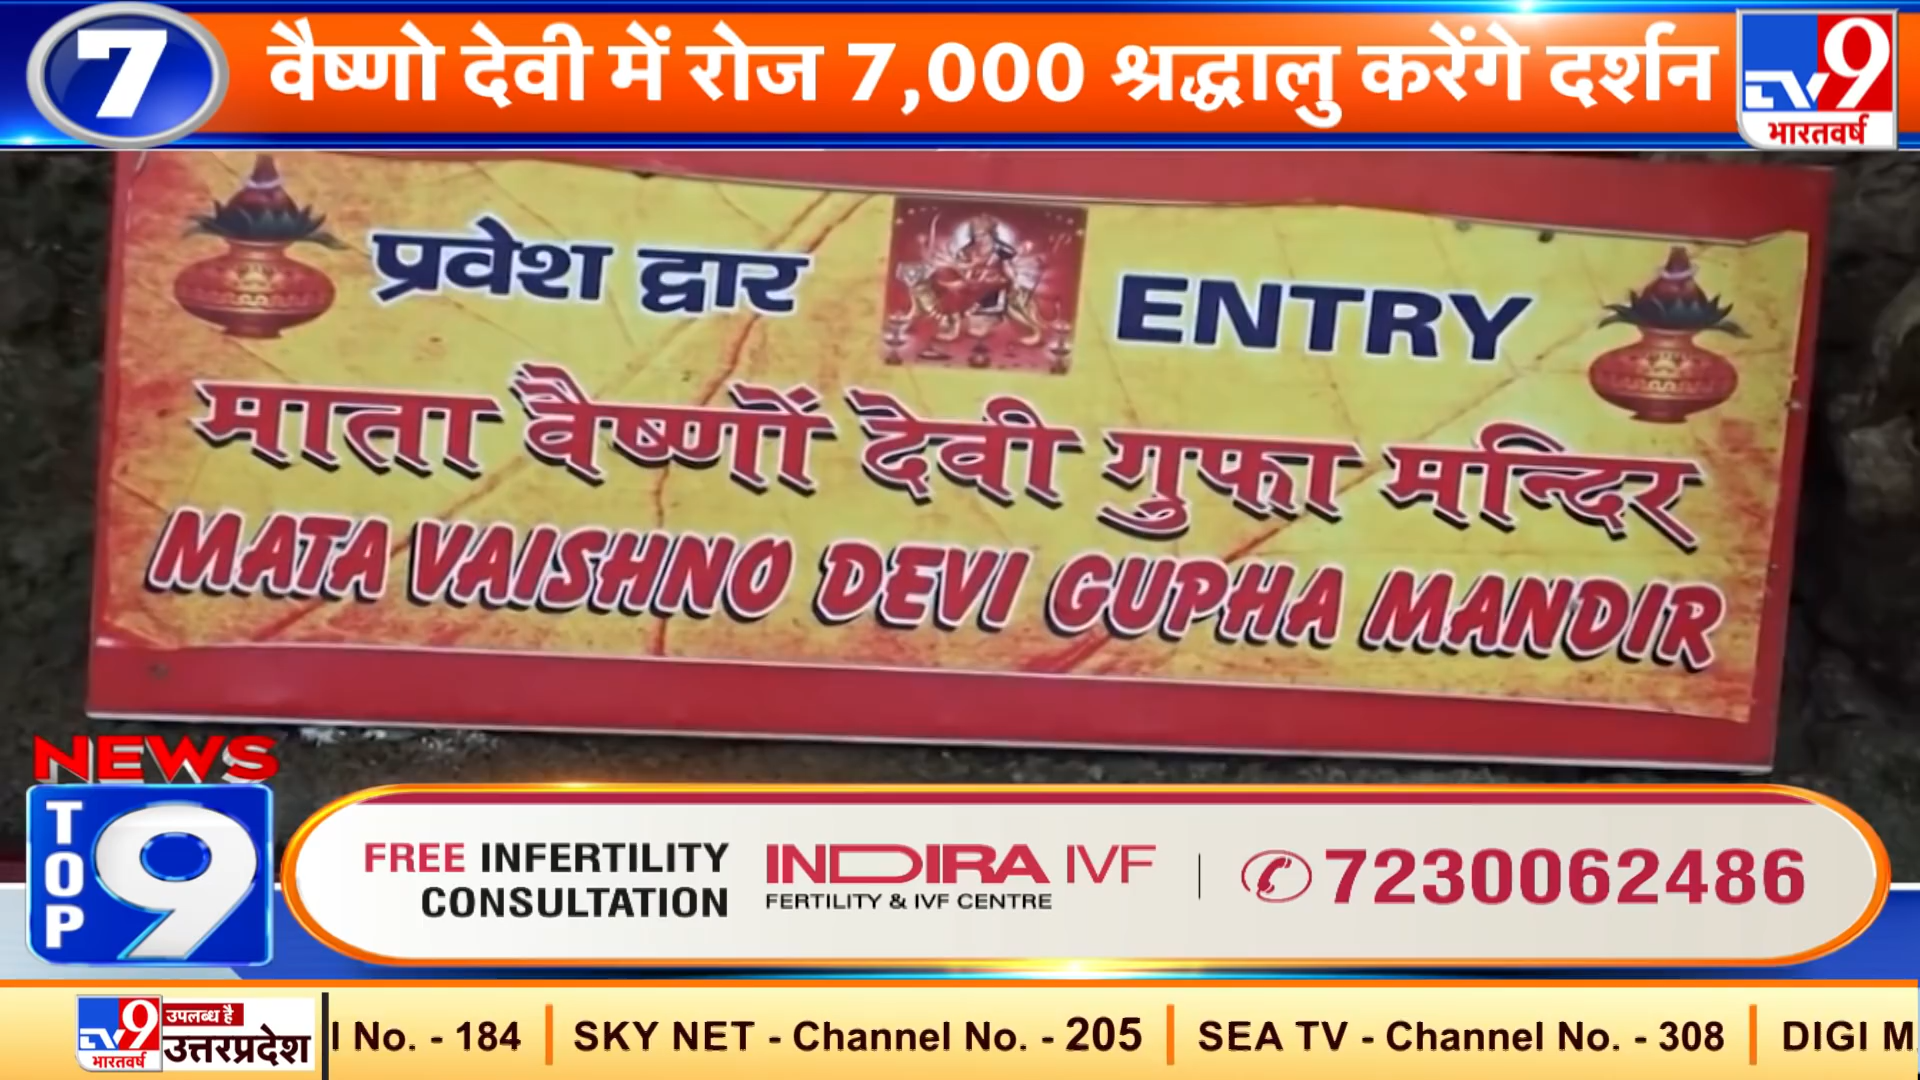 7
वैष्णो देवी में रोज 7,000 श्रद्धालु करेंगे दर्शन
TV9
भारतवर्ष
प्रवेश द्वार
ENTRY
माता वैष्णों देवी गुफा मन्दिर
MATA VAISHNO DEVI GUPHA MANDIR
NEWS
TOP
9
FREE INFERTILITY
CONSULTATION
INDIRA IVF
FERTILITY & IVF CENTRE
7230062486
TV9
भारतवर्ष
उपलब्ध है
उत्तरप्रदेश
l No. - 184 | SKY NET - Channel No. - 205 | SEA TV - Channel No. - 308 | DIGI M